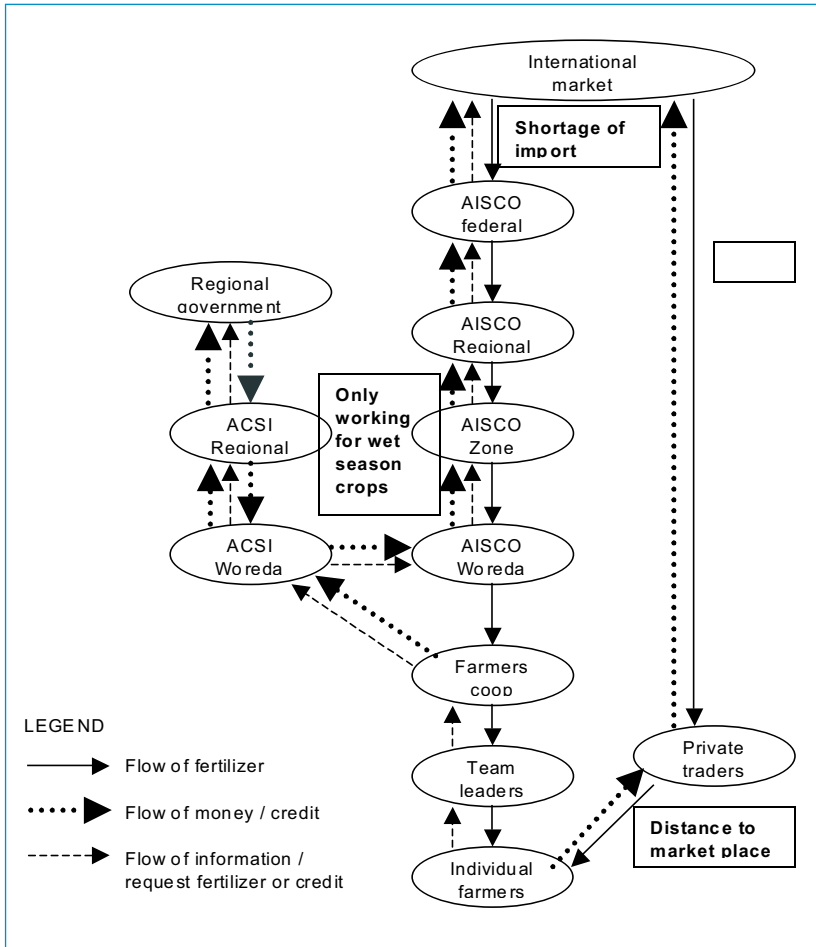 International
market
Shortage of
import
AISCO
federal
Regional
government
AISCO
Regional
Only
working
for wet
season
crops
ACSI
Regional
AISCO
Zone
ACSI
Woreda
AISCO
Woreda
Farmers
coop
LEGEND
Flow of fertilizer
Flow of money / credit
Flow of information /
request fertilizer or credit
Team
leaders
Private
traders
Distance to
market place
Individual
farmers